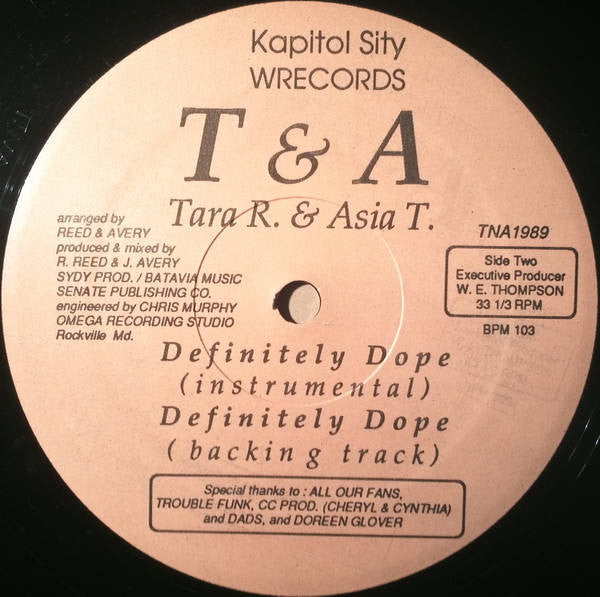 Kapitol Sity
WRECORDS
T & A
Tara R. & Asia T.
arranged by
REED & AVERY
produced & mixed by
R. REED & J. AVERY
SYDY PROD. / BATAVIA MUSIC
SENATE PUBLISHING CO.
engineered by CHRIS MURPHY
OMEGA RECORDING STUDIO
Rockville Md.
TNA1989
Side Two
Executive Producer
W. E. THOMPSON
33 1/3 RPM
BPM 103
Definitely Dope
(instrumental)
Definitely Dope
( backing track)
Special thanks to : ALL OUR FANS,
TROUBLE FUNK, CC PROD. (CHERYL & CYNTHIA)
and DADS, and DOREEN GLOVER